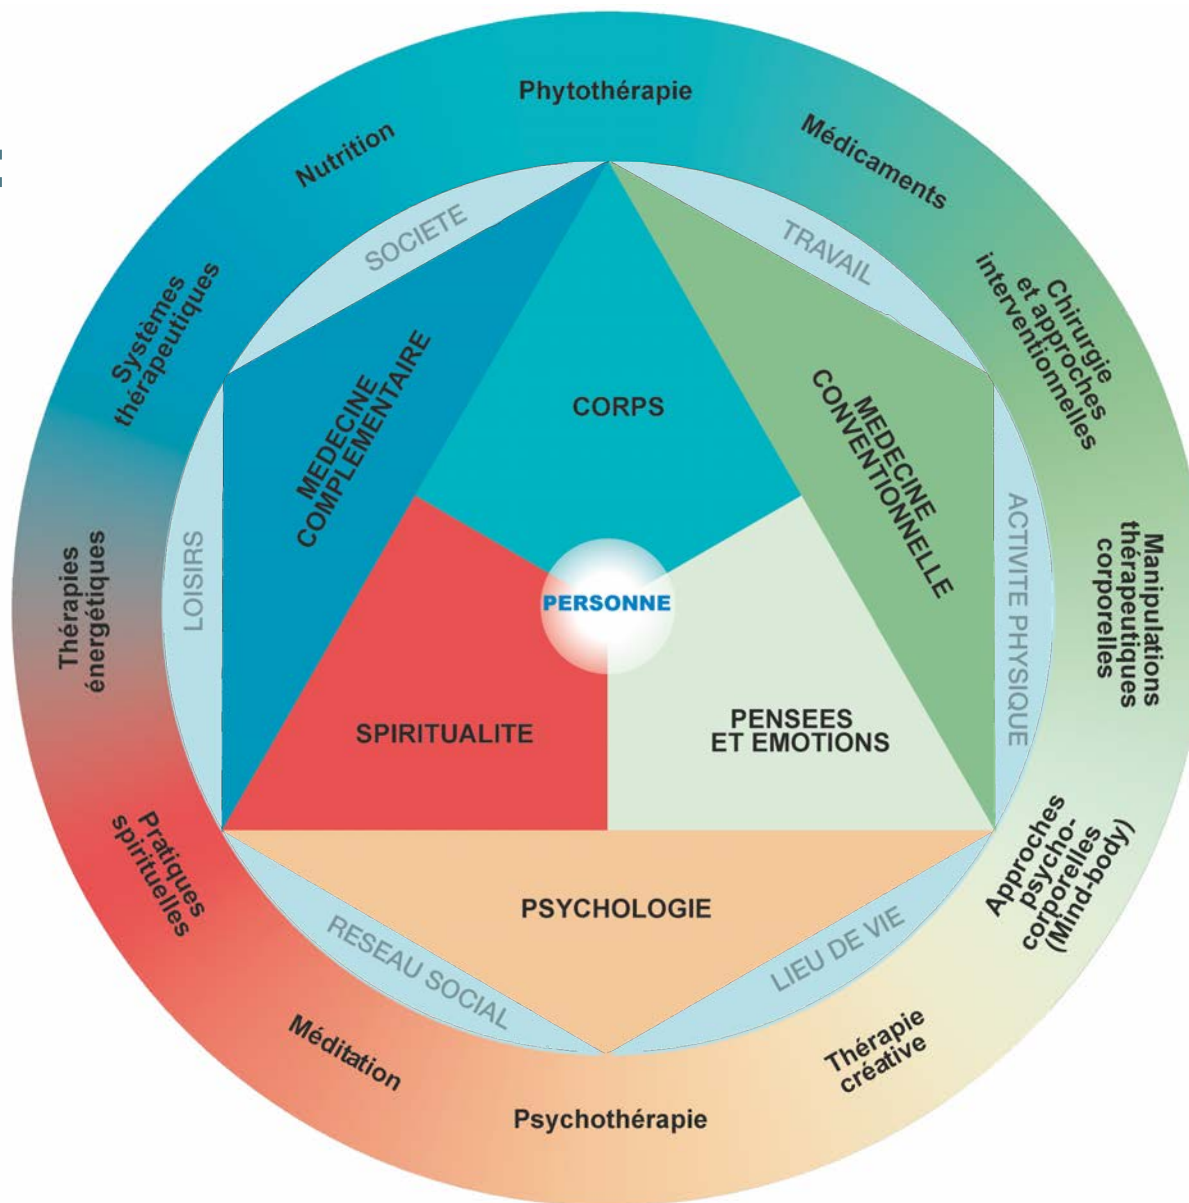 Phytothérapie
Médicaments
Chirurgie
et approches
interventionnelles
Manipulations
thérapeutiques
corporelles
Approches
psycho-
corporelles
(Mind-body)
Thérapie
créative
Psychothérapie
Méditation
Pratiques
spirituelles
Thérapies
énergétiques
Systèmes
thérapeutiques
Nutrition
SOCIETE
TRAVAIL
ACTIVITE PHYSIQUE
LIEU DE VIE
RESEAU SOCIAL
LOISIRS
MEDECINE
COMPLEMENTAIRE
MEDECINE
CONVENTIONNELLE
PSYCHOLOGIE
CORPS
PENSEES
ET EMOTIONS
SPIRITUALITE
PERSONNE